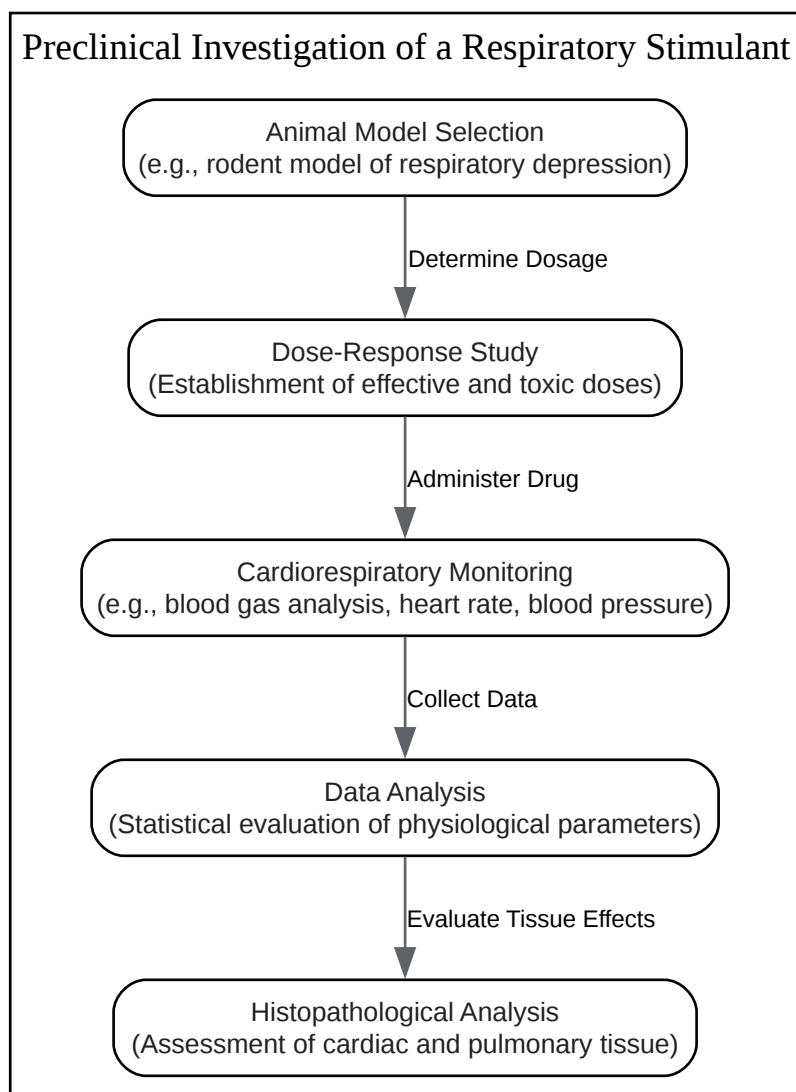 Preclinical Investigation of a Respiratory Stimulant
Animal Model Selection
(e.g., rodent model of respiratory depression)
Determine Dosage
Dose-Response Study
(Establishment of effective and toxic doses)
Administer Drug
Cardiorespiratory Monitoring
(e.g., blood gas analysis, heart rate, blood pressure)
Collect Data
Data Analysis
(Statistical evaluation of physiological parameters)
Evaluate Tissue Effects
Histopathological Analysis
(Assessment of cardiac and pulmonary tissue)